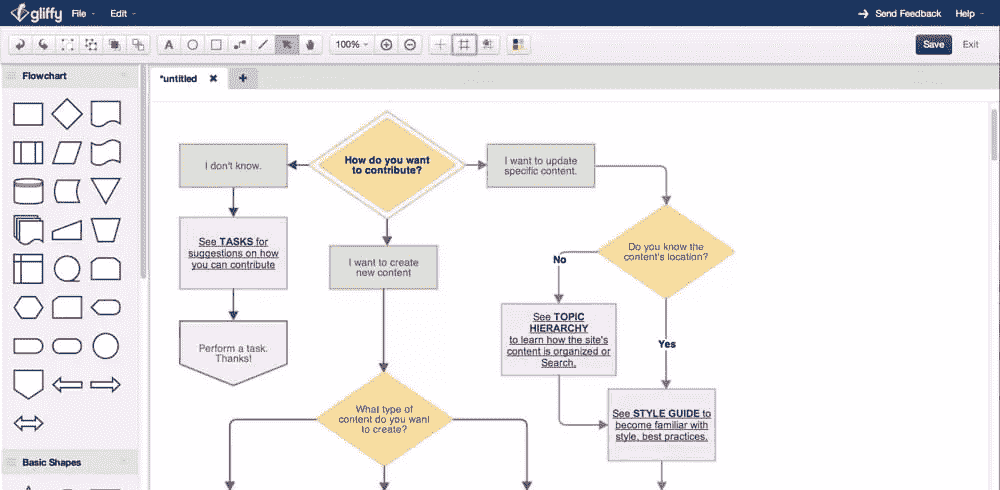 gliffy File Edit Send Feedback Help
A 100% Save Exit
Flowchart
*untitled
I don't know.
How do you want
to contribute?
I want to update
specific content.
See TASKS for
suggestions on how
you can contribute
I want to create
new content
Do you know the
content's location?
No
See TOPIC
HIERARCHY
to learn how the site's
content is organized or
Search.
Yes
Perform a task.
Thanks!
What type of
content do you want
to create?
See STYLE GUIDE to
become familiar with
style, best practices.
Basic Shapes